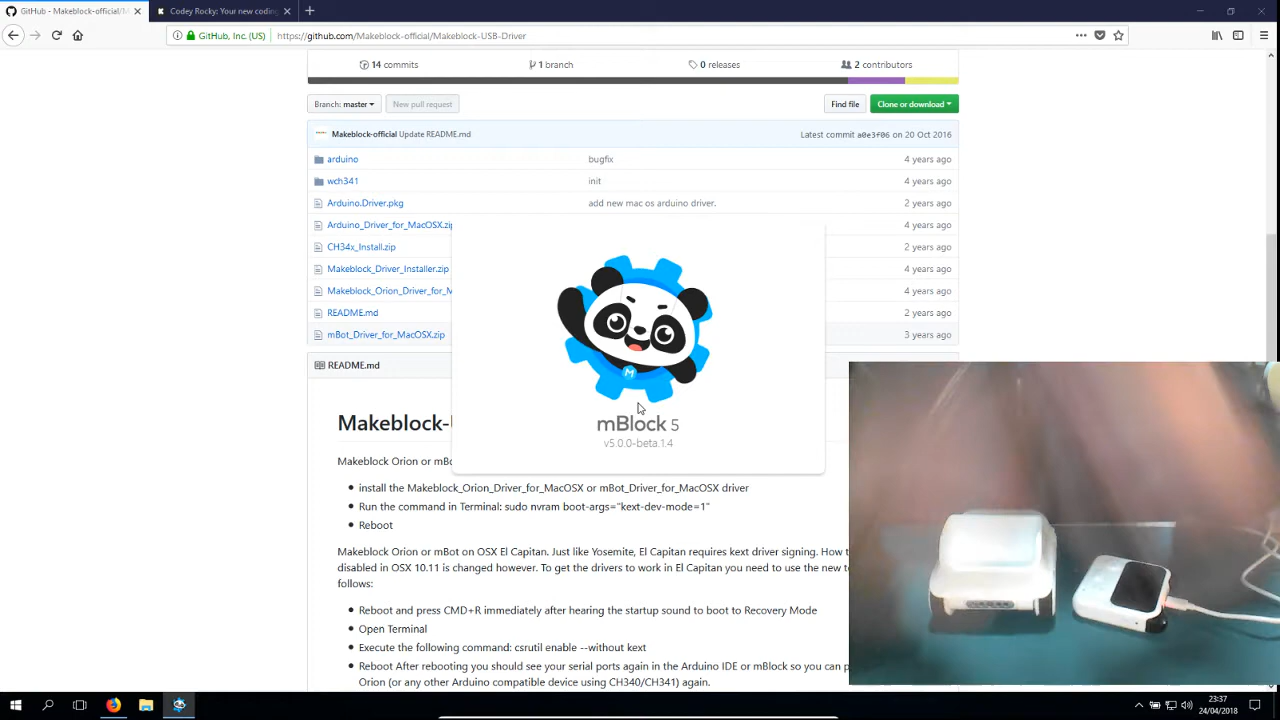 GitHub - Makeblock-official/M
Codey Rocky: Your new coding
GitHub, Inc. (US)
https://github.com/Makeblock-official/Makeblock-USB-Driver
14 commits
1 branch
0 releases
2 contributors
Branch: master
New pull request
Find file
Clone or download
Makeblock-official Update README.md
Latest commit a0e3f06 on 20 Oct 2016
arduino bugfix 4 years ago
wch341 init 4 years ago
Arduino.Driver.pkg add new mac os arduino driver. 2 years ago
Arduino_Driver_for_MacOSX.zip 4 years ago
CH34x_Install.zip 2 years ago
Makeblock_Driver_Installer.zip 4 years ago
Makeblock_Orion_Driver_for_M 4 years ago
README.md 2 years ago
mBot_Driver_for_MacOSX.zip 3 years ago
README.md
M
mBlock 5
v5.0.0-beta.1.4
Makeblock-
Makeblock Orion or mBo
install the Makeblock_Orion_Driver_for_MacOSX or mBot_Driver_for_MacOSX driver
Run the command in Terminal: sudo nvram boot-args="kext-dev-mode=1"
Reboot
Makeblock Orion or mBot on OSX El Capitan. Just like Yosemite, El Capitan requires kext driver signing. How t
disabled in OSX 10.11 is changed however. To get the drivers to work in El Capitan you need to use the new to
follows:
Reboot and press CMD+R immediately after hearing the startup sound to boot to Recovery Mode
Open Terminal
Execute the following command: csrutil enable --without kext
Reboot After rebooting you should see your serial ports again in the Arduino IDE or mBlock so you can p
Orion (or any other Arduino compatible device using CH340/CH341) again.
23:37
24/04/2018